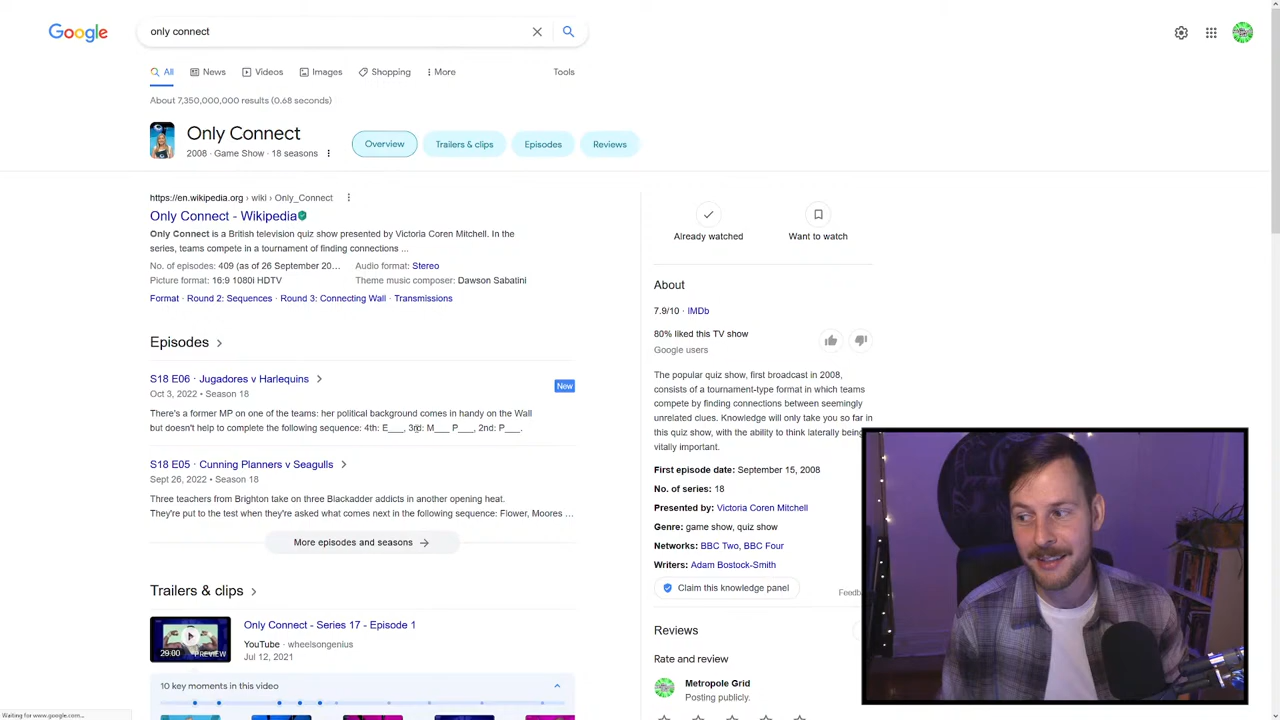 Google
only connect
All
News
Videos
Images
Shopping
More
Tools
About 7,350,000,000 results (0.68 seconds)
Only Connect
2008 · Game Show · 18 seasons
Overview
Trailers & clips
Episodes
Reviews
https://en.wikipedia.org › wiki › Only_Connect
Only Connect - Wikipedia
Only Connect is a British television quiz show presented by Victoria Coren Mitchell. In the
series, teams compete in a tournament of finding connections ...
No. of episodes: 409 (as of 26 September 20…
Audio format: Stereo
Picture format: 16:9 1080i HDTV
Theme music composer: Dawson Sabatini
Format · Round 2: Sequences · Round 3: Connecting Wall · Transmissions
Episodes
S18 E06 · Jugadores v Harlequins
Oct 3, 2022 • Season 18
New
There's a former MP on one of the teams: her political background comes in handy on the Wall
but doesn't help to complete the following sequence: 4th: E___, 3rd: M___ P___, 2nd: P___.
S18 E05 · Cunning Planners v Seagulls
Sept 26, 2022 • Season 18
Three teachers from Brighton take on three Blackadder addicts in another opening heat.
They're put to the test when they're asked what comes next in the following sequence: Flower, Moores ...
More episodes and seasons
Trailers & clips
29:00
PREVIEW
Only Connect - Series 17 - Episode 1
YouTube · wheelsongenius
Jul 12, 2021
10 key moments in this video
Waiting for www.google.com...
Already watched
Want to watch
About
7.9/10 · IMDb
80% liked this TV show
Google users
The popular quiz show, first broadcast in 2008,
consists of a tournament-type format in which teams
compete by finding connections between seemingly
unrelated clues. Knowledge will only take you so far in
this quiz show, with the ability to think laterally being
vitally important.
First episode date: September 15, 2008
No. of series: 18
Presented by: Victoria Coren Mitchell
Genre: game show, quiz show
Networks: BBC Two, BBC Four
Writers: Adam Bostock-Smith
Claim this knowledge panel
Reviews
Rate and review
Metropole Grid
Posting publicly.